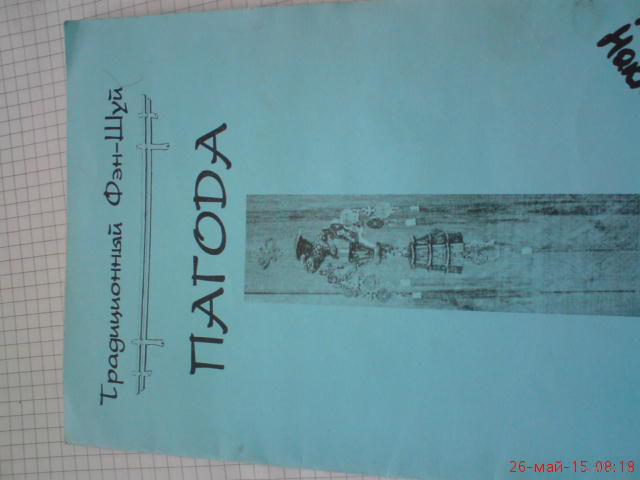 Традиционный Фэн-Шуй
ПАГОДА
26-май-15 08:18